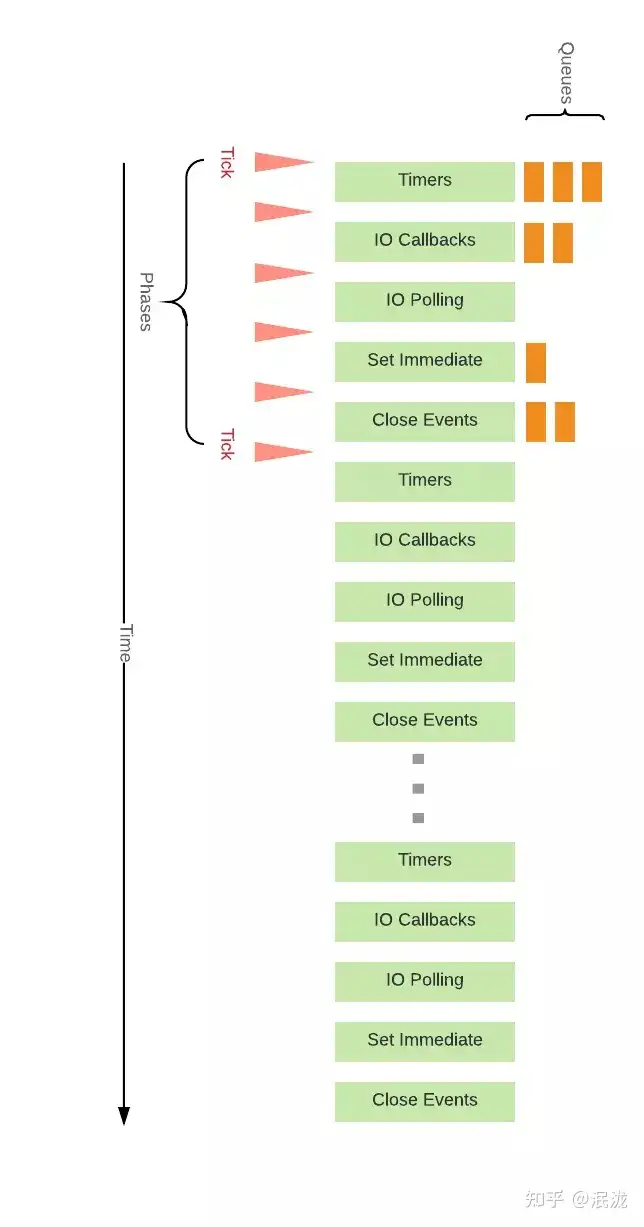 Queues
Tick
Timers
IO Callbacks
Phases
IO Polling
Set Immediate
Tick
Close Events
Timers
IO Callbacks
IO Polling
Time
Set Immediate
Close Events
Timers
IO Callbacks
IO Polling
Set Immediate
Close Events
知乎 @泯泷